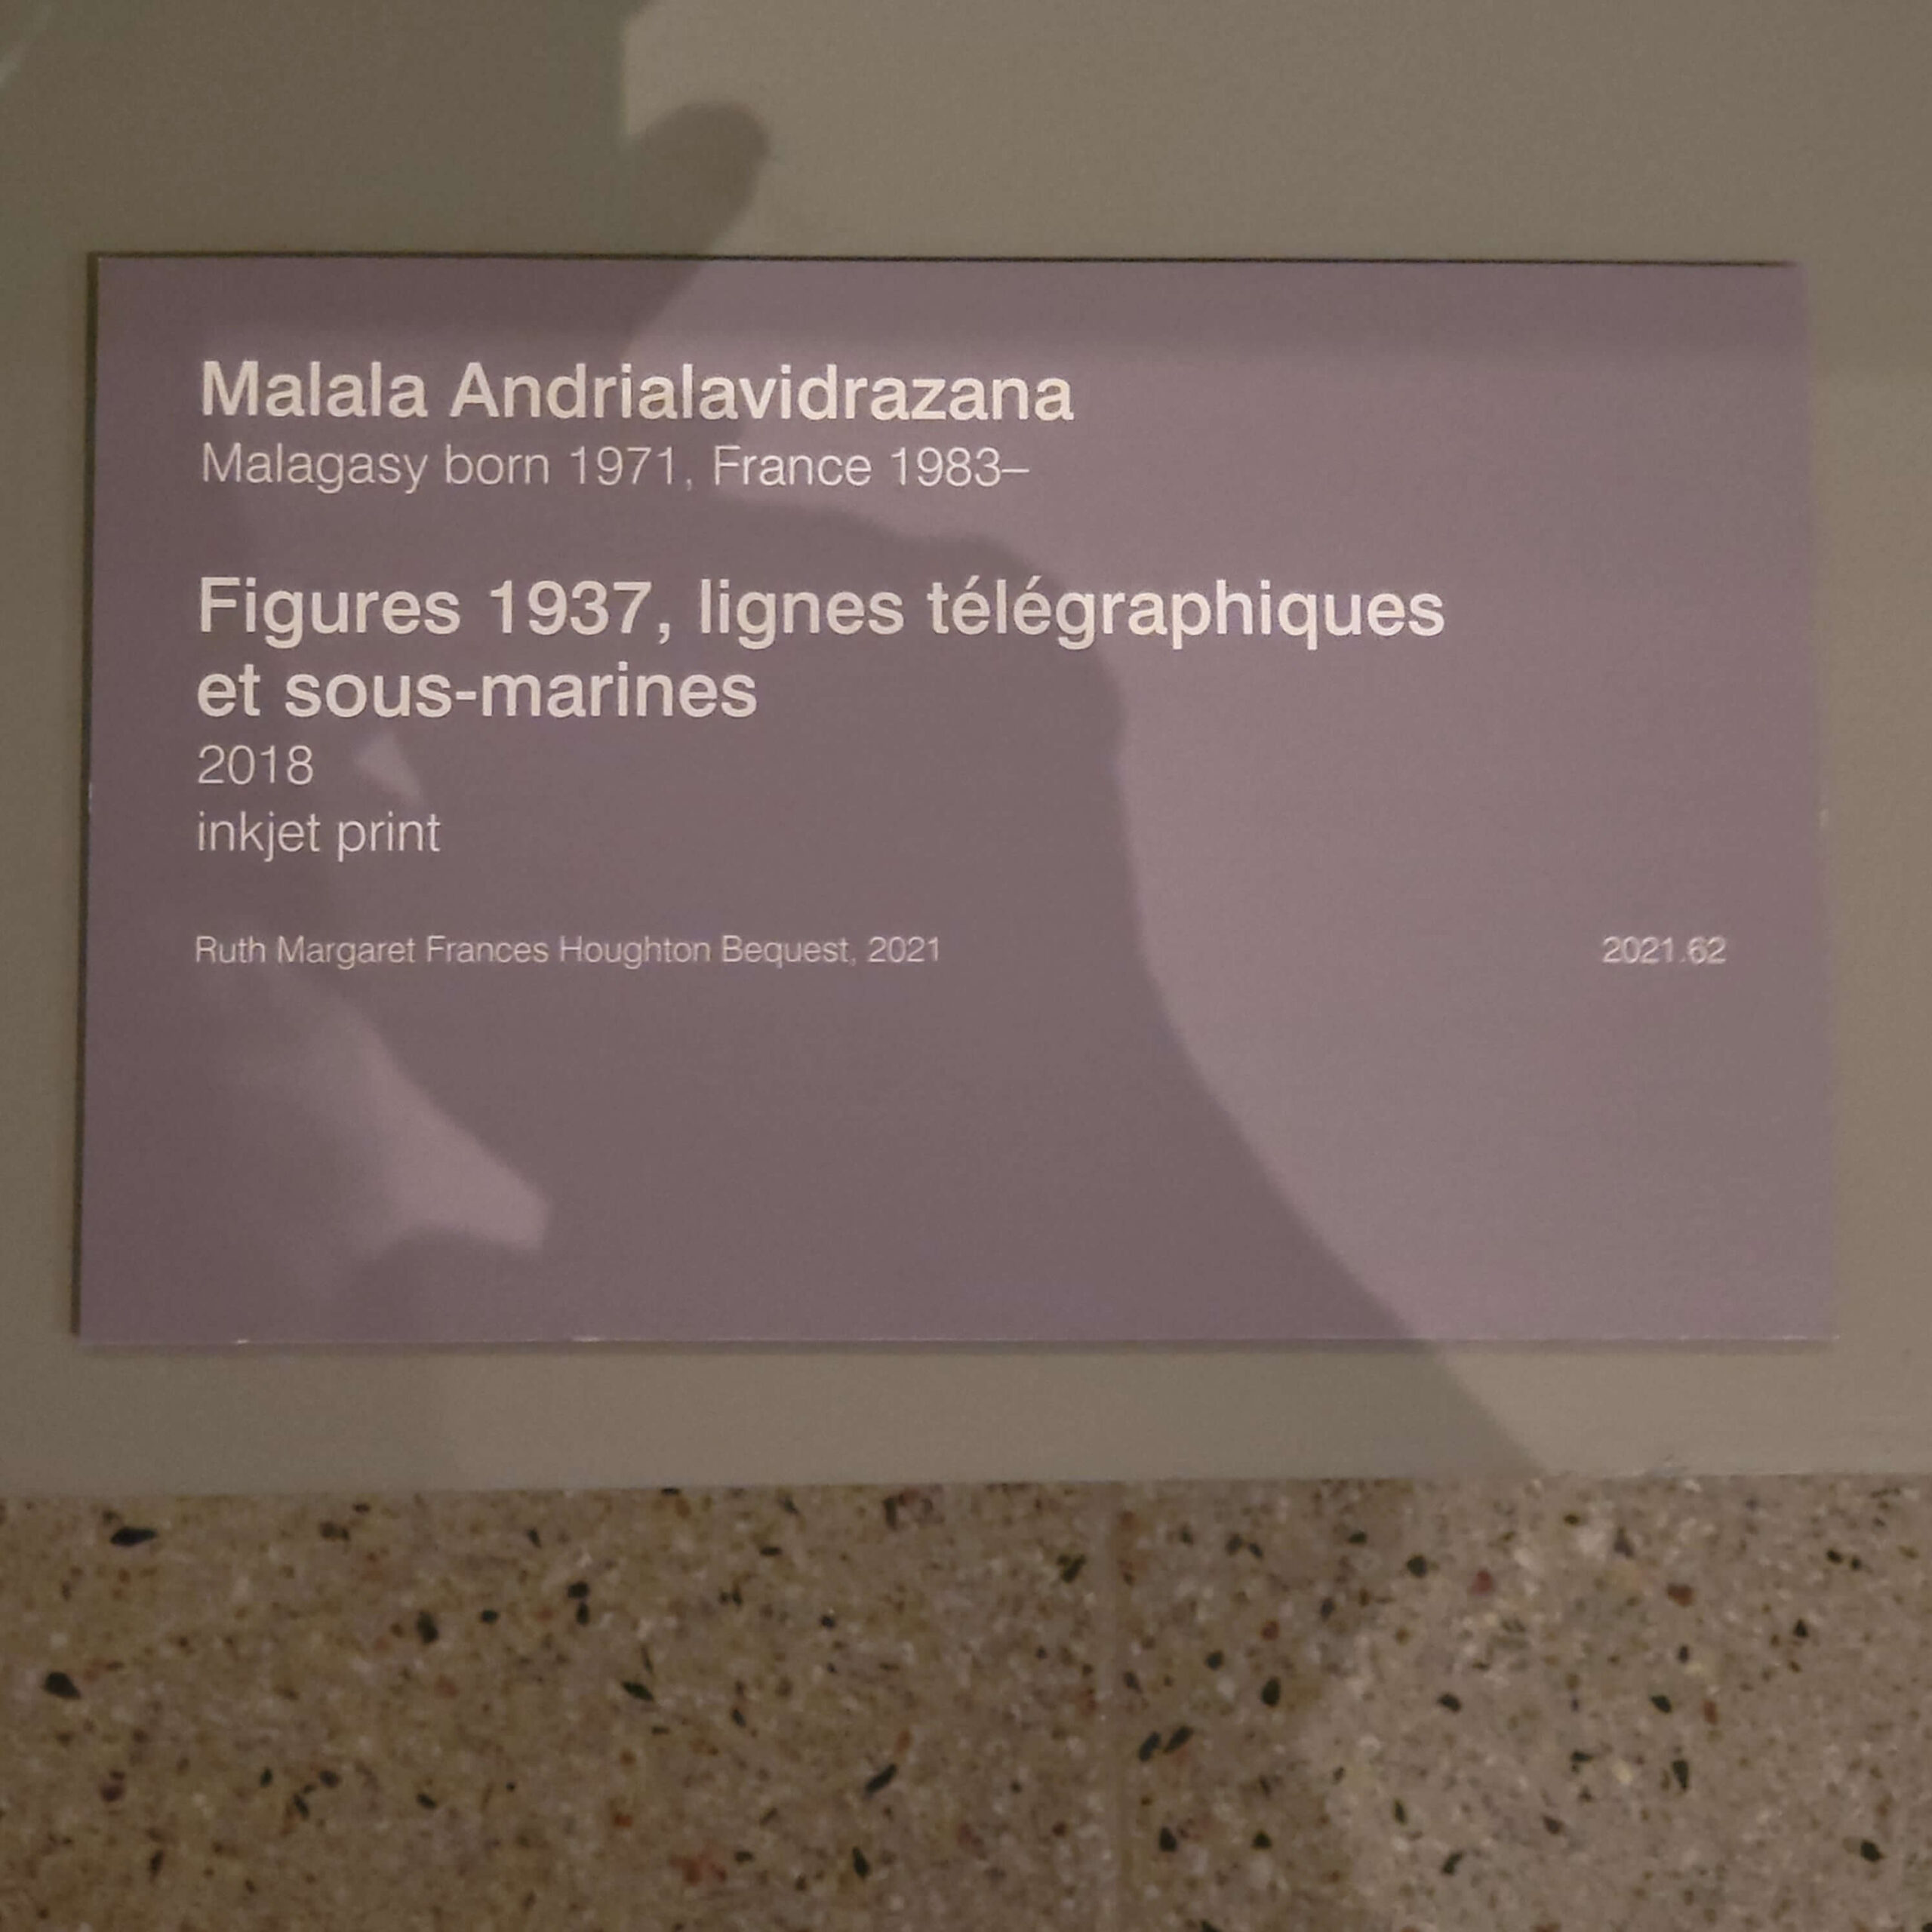 Malala Andrialavidrazana
Malagasy born 1971, France 1983–
Figures 1937, lignes télégraphiques
et sous-marines
2018
inkjet print
Ruth Margaret Frances Houghton Bequest, 2021
2021.62